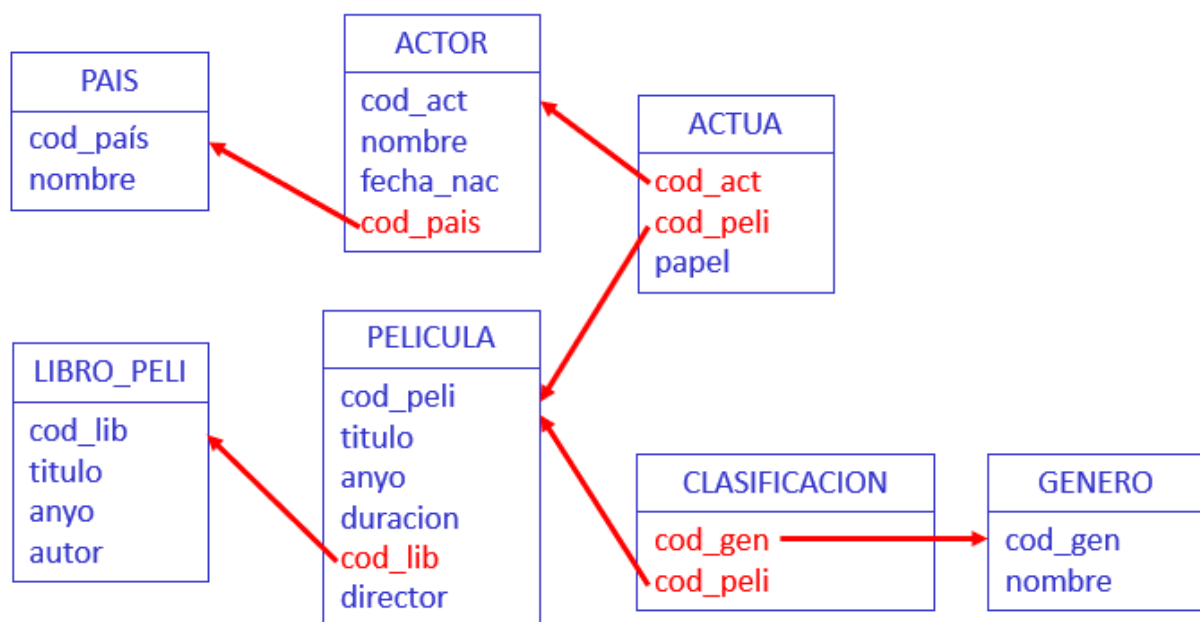 PAIS
cod_país
nombre
ACTOR
cod_act
nombre
fecha_nac
cod_pais
ACTUA
cod_act
cod_peli
papel
LIBRO_PELI
cod_lib
titulo
anyo
autor
PELICULA
cod_peli
titulo
anyo
duracion
cod_lib
director
CLASIFICACION
cod_gen
cod_peli
GENERO
cod_gen
nombre